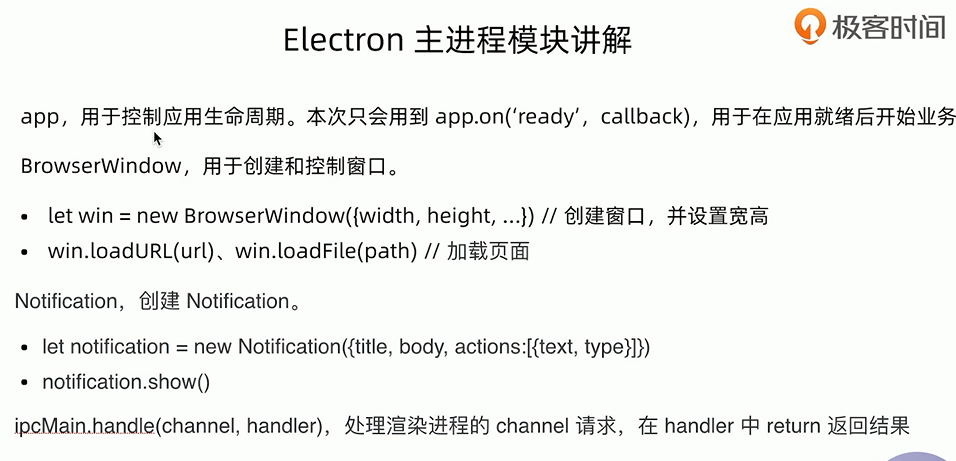 Electron 主进程模块讲解
极客时间
app，用于控制应用生命周期。本次只会用到 app.on(‘ready’，callback)，用于在应用就绪后开始业务
BrowserWindow，用于创建和控制窗口。
• let win = new BrowserWindow({width, height, ...}) // 创建窗口，并设置宽高
• win.loadURL(url)、win.loadFile(path) // 加载页面
Notification，创建 Notification。
• let notification = new Notification({title, body, actions:[{text, type}]})
• notification.show()
ipcMain.handle(channel, handler)，处理渲染进程的 channel 请求，在 handler 中 return 返回结果